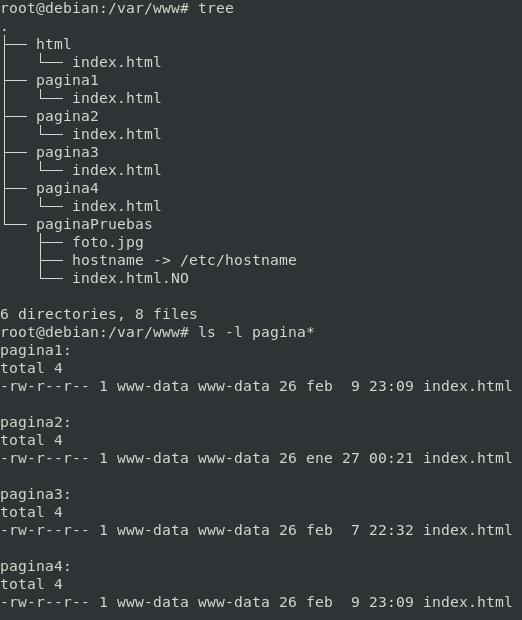 root@debian:/var/www# tree
.
├── html
│   └── index.html
├── pagina1
│   └── index.html
├── pagina2
│   └── index.html
├── pagina3
│   └── index.html
├── pagina4
│   └── index.html
└── paginaPruebas
    ├── foto.jpg
    ├── hostname -> /etc/hostname
    └── index.html.NO

6 directories, 8 files
root@debian:/var/www# ls -l pagina*
pagina1:
total 4
-rw-r--r-- 1 www-data www-data 26 feb  9 23:09 index.html

pagina2:
total 4
-rw-r--r-- 1 www-data www-data 26 ene 27 00:21 index.html

pagina3:
total 4
-rw-r--r-- 1 www-data www-data 26 feb  7 22:32 index.html

pagina4:
total 4
-rw-r--r-- 1 www-data www-data 26 feb  9 23:09 index.html